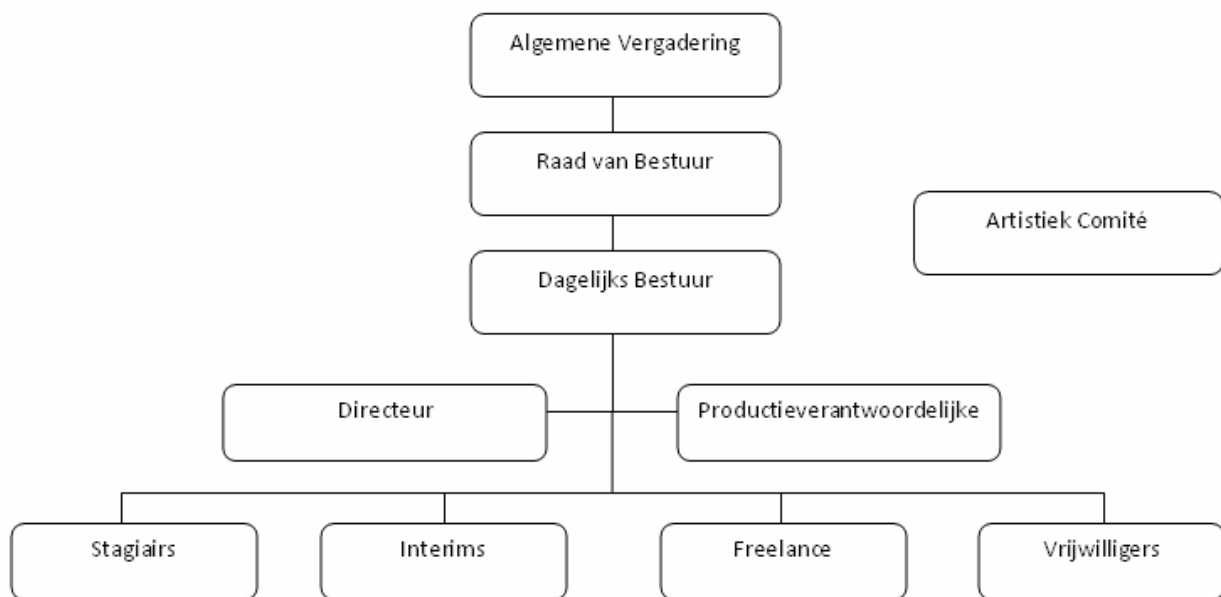 Algemene Vergadering
Raad van Bestuur
Artistiek Comité
Dagelijks Bestuur
Directeur
Productieverantwoordelijke
Stagiairs
Interims
Freelance
Vrijwilligers